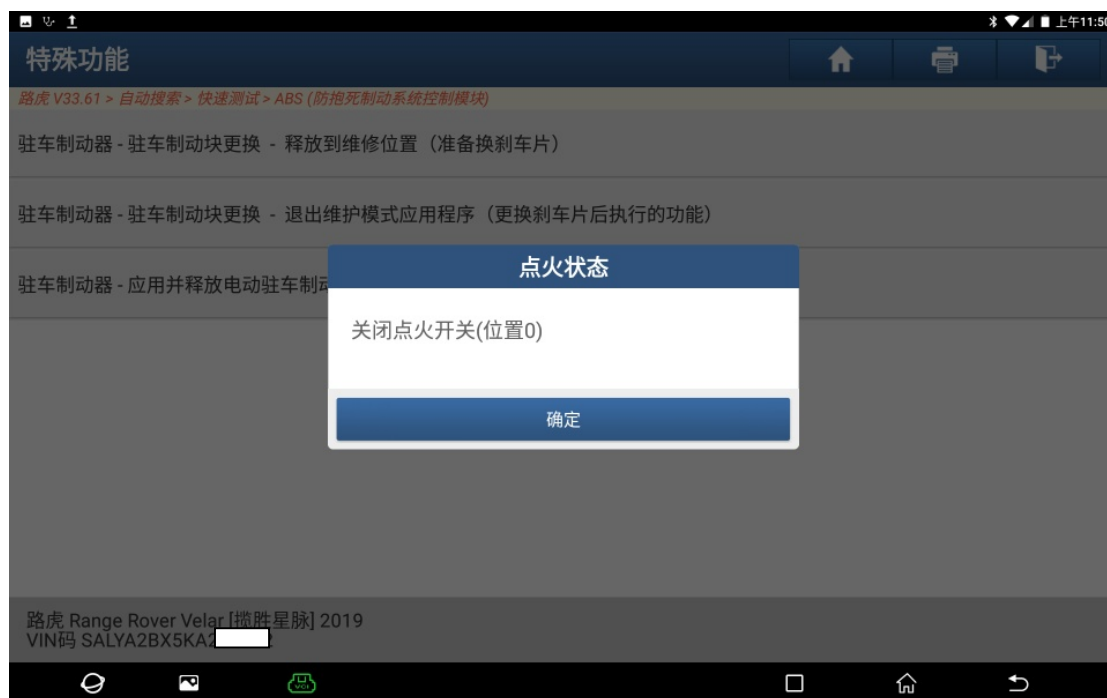 上午11:50
特殊功能
路虎 V33.61 > 自动搜索 > 快速测试 > ABS (防抱死制动系统控制模块)
驻车制动器 - 驻车制动块更换 - 释放到维修位置（准备换刹车片）
驻车制动器 - 驻车制动块更换 - 退出维护模式应用程序（更换刹车片后执行的功能）
驻车制动器 - 应用并释放电动驻车制动
点火状态
关闭点火开关(位置0)
确定
路虎 Range Rover Velar [揽胜星脉] 2019
VIN码 SALYA2BX5KA2
VCI